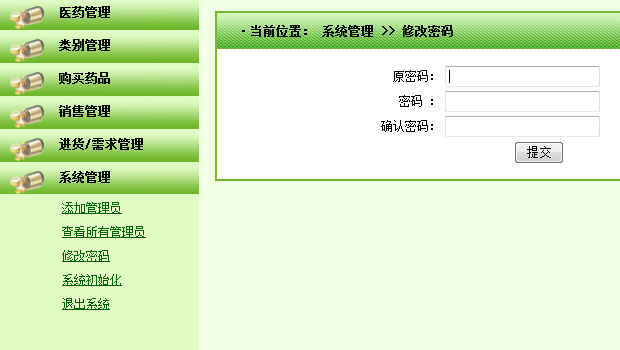 医药管理
类别管理
购买药品
销售管理
进货/需求管理
系统管理
添加管理员
查看所有管理员
修改密码
系统初始化
退出系统
· 当前位置： 系统管理 >> 修改密码
原密码：
密码 ：
确认密码：
提交